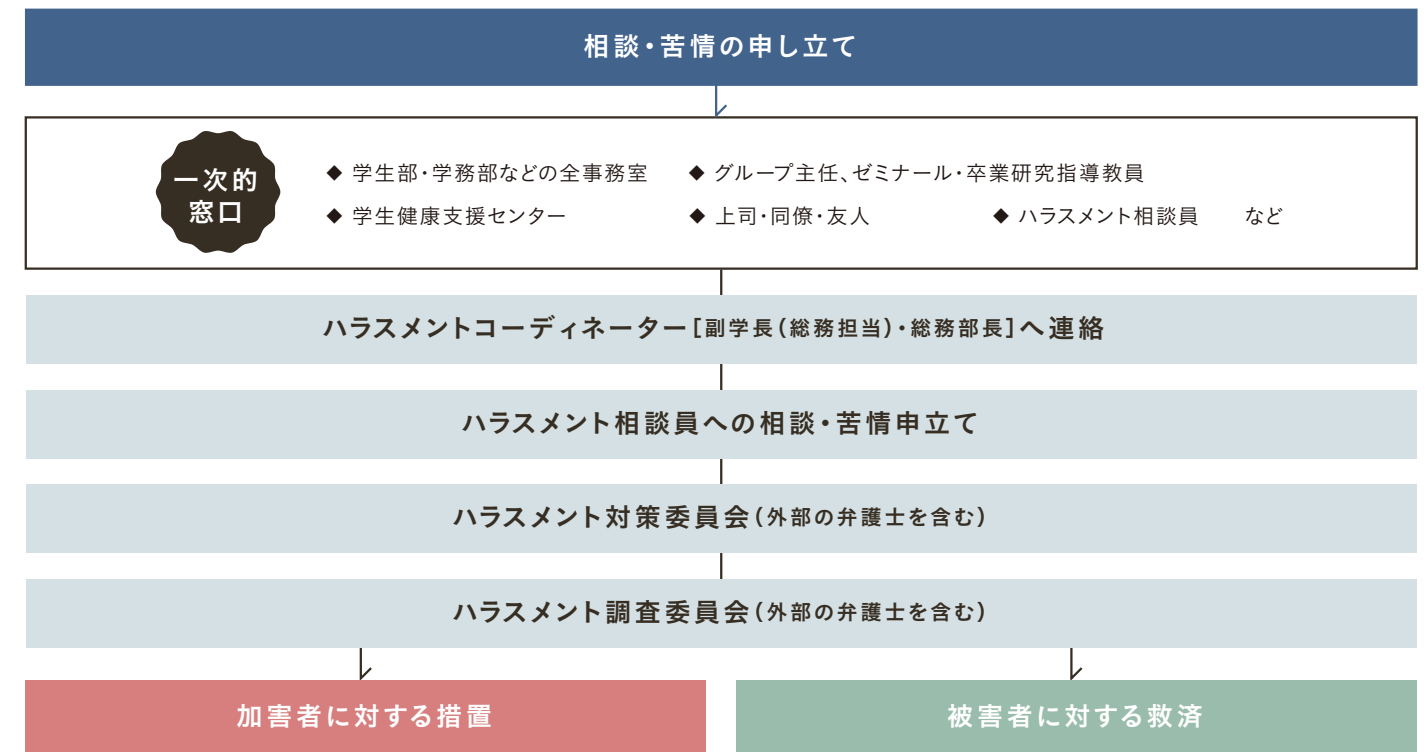 相談・苦情の申し立て
一次的
窓口
◆ 学生部・学務部などの全事務室 ◆ グループ主任、ゼミナール・卒業研究指導教員
◆ 学生健康支援センター ◆ 上司・同僚・友人 ◆ ハラスメント相談員 など
ハラスメントコーディネーター[副学長(総務担当)・総務部長]へ連絡
ハラスメント相談員への相談・苦情申立て
ハラスメント対策委員会(外部の弁護士を含む)
ハラスメント調査委員会(外部の弁護士を含む)
加害者に対する措置
被害者に対する救済